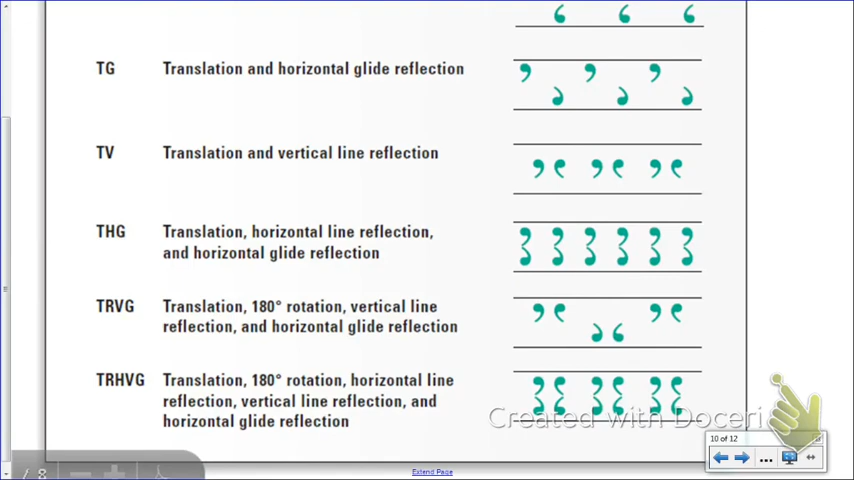 TG Translation and horizontal glide reflection
TV Translation and vertical line reflection
THG Translation, horizontal line reflection,
and horizontal glide reflection
TRVG Translation, 180° rotation, vertical line
reflection, and horizontal glide reflection
TRHVG Translation, 180° rotation, horizontal line
reflection, vertical line reflection, and
horizontal glide reflection
Created with Doceri
10 of 12
/ 8
Extend Page